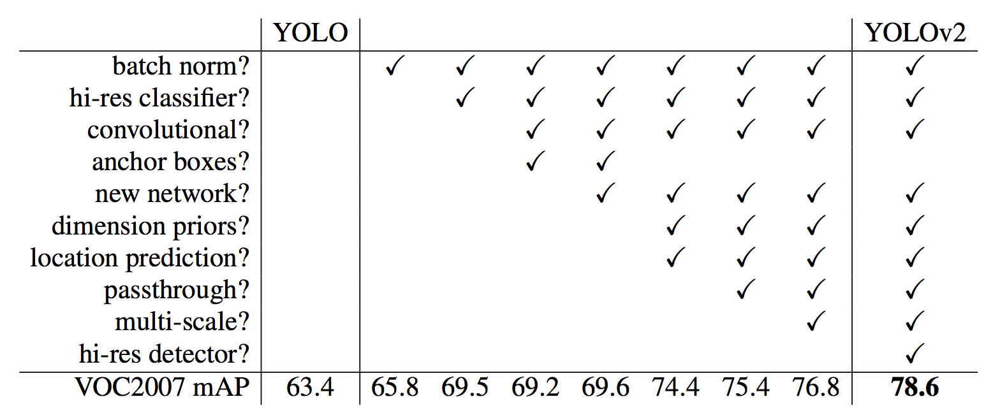 YOLO YOLOv2
batch norm? ✓ ✓ ✓ ✓ ✓ ✓ ✓ ✓
hi-res classifier? ✓ ✓ ✓ ✓ ✓ ✓ ✓
convolutional? ✓ ✓ ✓ ✓ ✓ ✓
anchor boxes? ✓ ✓
new network? ✓ ✓ ✓ ✓ ✓
dimension priors? ✓ ✓ ✓ ✓
location prediction? ✓ ✓ ✓ ✓
passthrough? ✓ ✓ ✓
multi-scale? ✓ ✓
hi-res detector? ✓
VOC2007 mAP 63.4 65.8 69.5 69.2 69.6 74.4 75.4 76.8 78.6